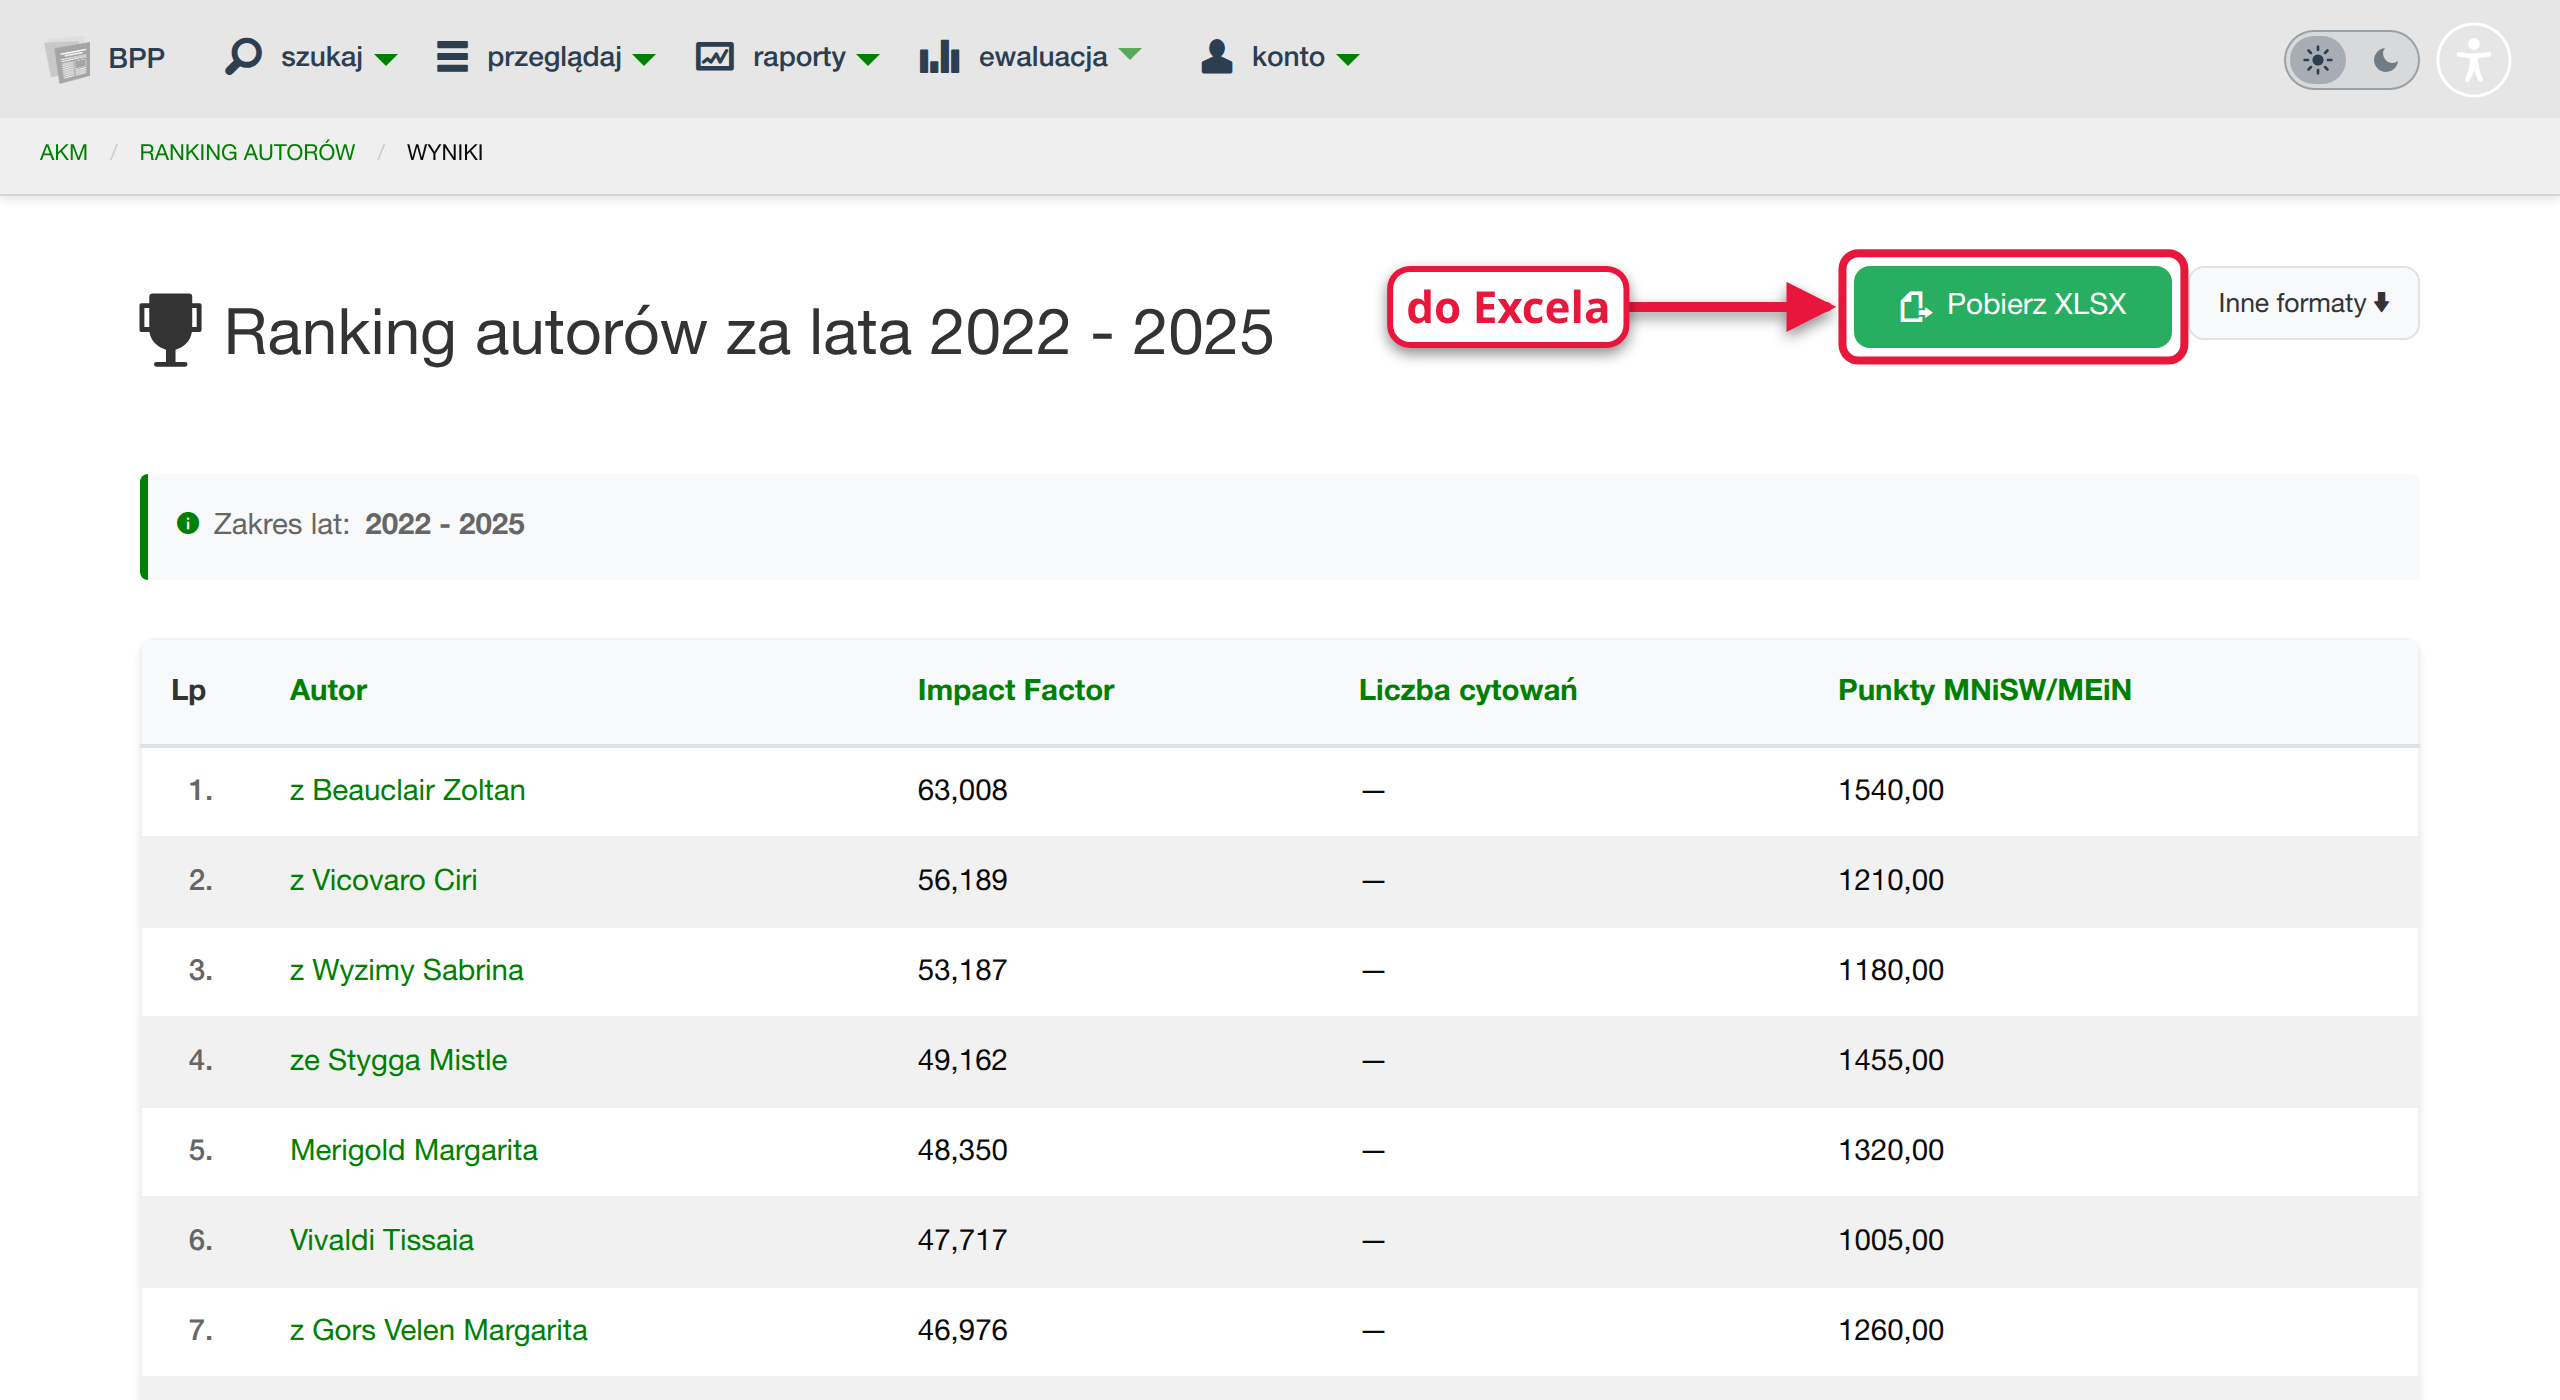 BPP szukaj przeglądaj raporty ewaluacja konto
AKM / RANKING AUTORÓW / WYNIKI
Ranking autorów za lata 2022 - 2025
do Excela
Pobierz XLSX
Inne formaty
Zakres lat: 2022 - 2025
Lp Autor Impact Factor Liczba cytowań Punkty MNiSW/MEiN
1. z Beauclair Zoltan 63,008 — 1540,00
2. z Vicovaro Ciri 56,189 — 1210,00
3. z Wyzimy Sabrina 53,187 — 1180,00
4. ze Stygga Mistle 49,162 — 1455,00
5. Merigold Margarita 48,350 — 1320,00
6. Vivaldi Tissaia 47,717 — 1005,00
7. z Gors Velen Margarita 46,976 — 1260,00